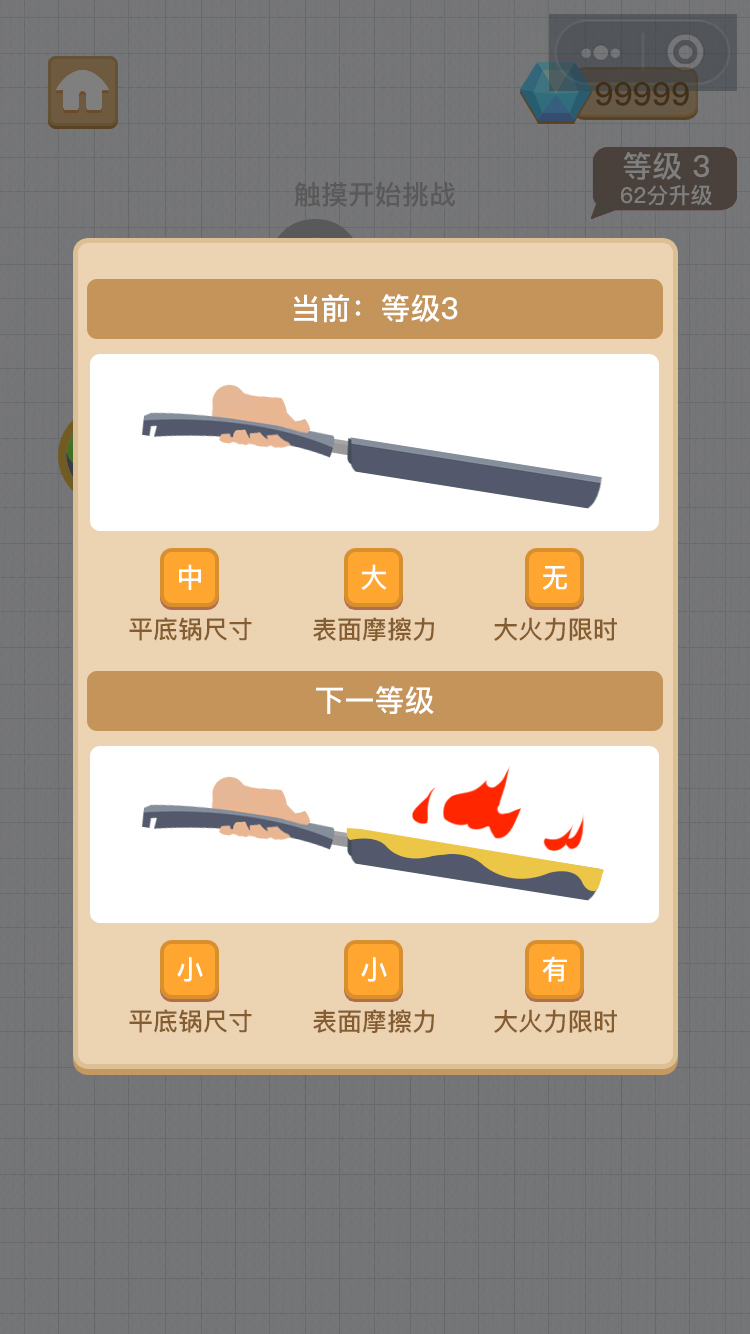 99999
等级 3
62分升级
触摸开始挑战
当前：等级3
中 大 无
平底锅尺寸 表面摩擦力 大火力限时
下一等级
小 小 有
平底锅尺寸 表面摩擦力 大火力限时